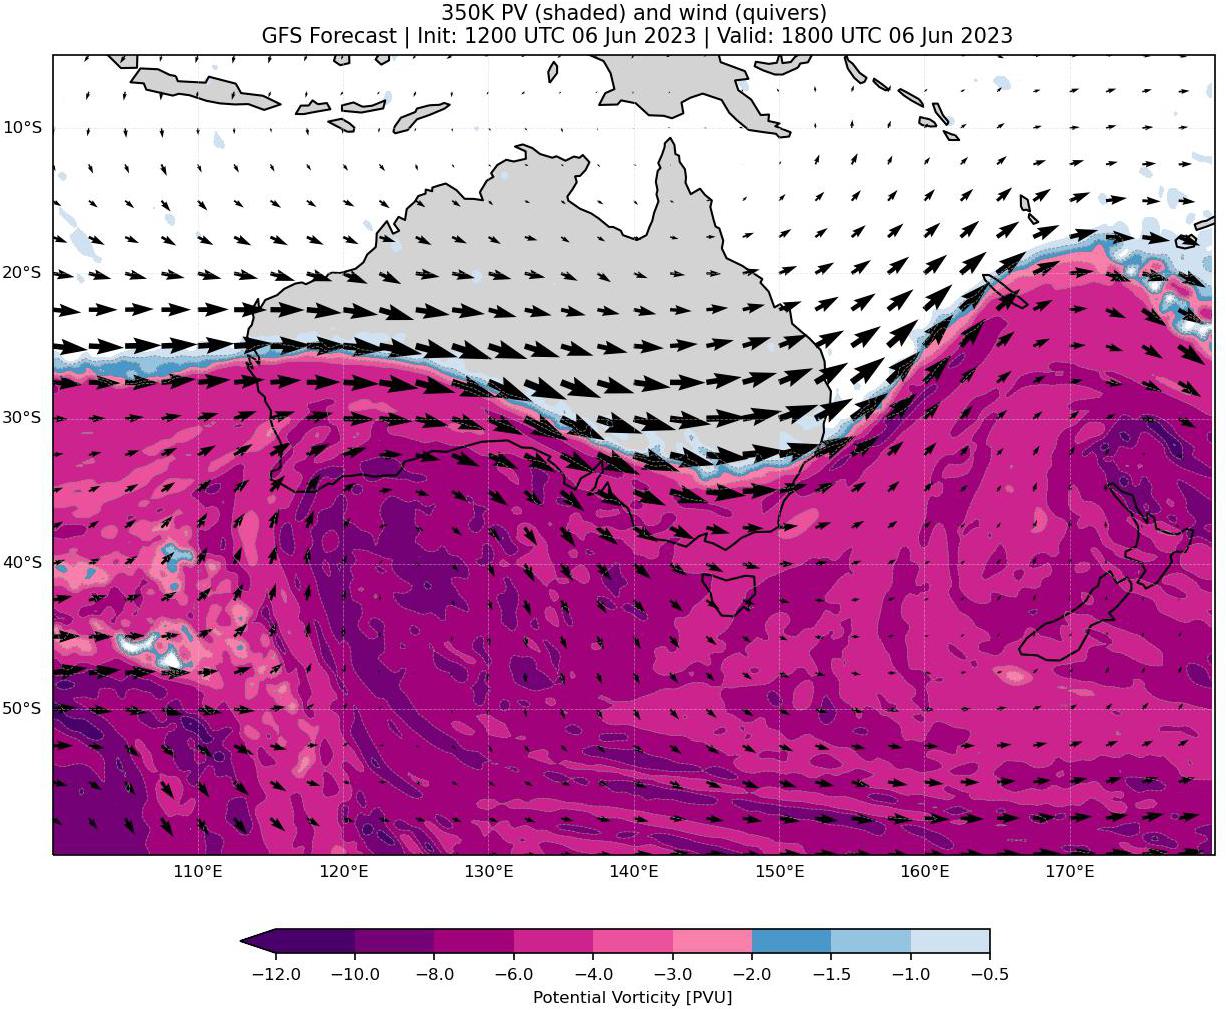 350K PV (shaded) and wind (quivers)
GFS Forecast | Init: 1200 UTC 06 Jun 2023 | Valid: 1800 UTC 06 Jun 2023
10°S
20°S
30°S
40°S
50°S
110°E 120°E 130°E 140°E 150°E 160°E 170°E
−12.0 −10.0 −8.0 −6.0 −4.0 −3.0 −2.0 −1.5 −1.0 −0.5
Potential Vorticity [PVU]